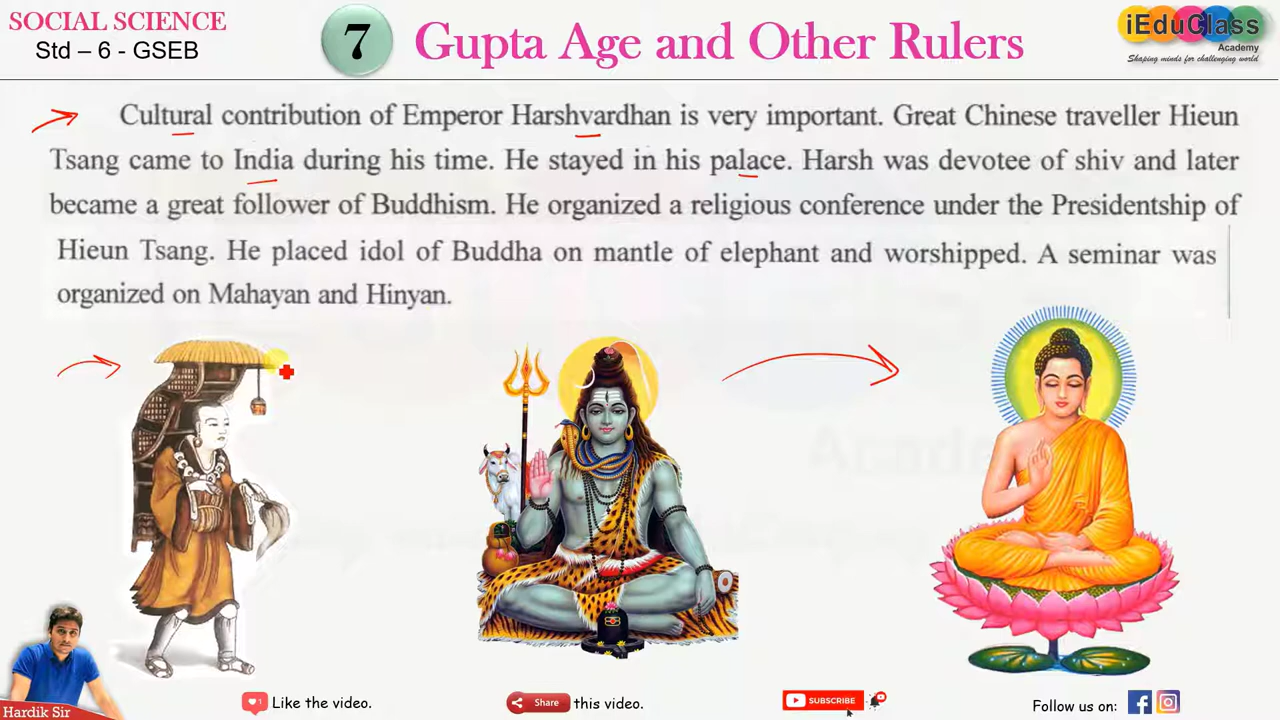 SOCIAL SCIENCE
Std – 6 - GSEB
7
Gupta Age and Other Rulers
iEduClass
Academy
Shaping minds for challenging world
Cultural contribution of Emperor Harshvardhan is very important. Great Chinese traveller Hieun
Tsang came to India during his time. He stayed in his palace. Harsh was devotee of shiv and later
became a great follower of Buddhism. He organized a religious conference under the Presidentship of
Hieun Tsang. He placed idol of Buddha on mantle of elephant and worshipped. A seminar was
organized on Mahayan and Hinyan.
Hardik Sir
1
Like the video.
Share this video.
SUBSCRIBE
Follow us on: